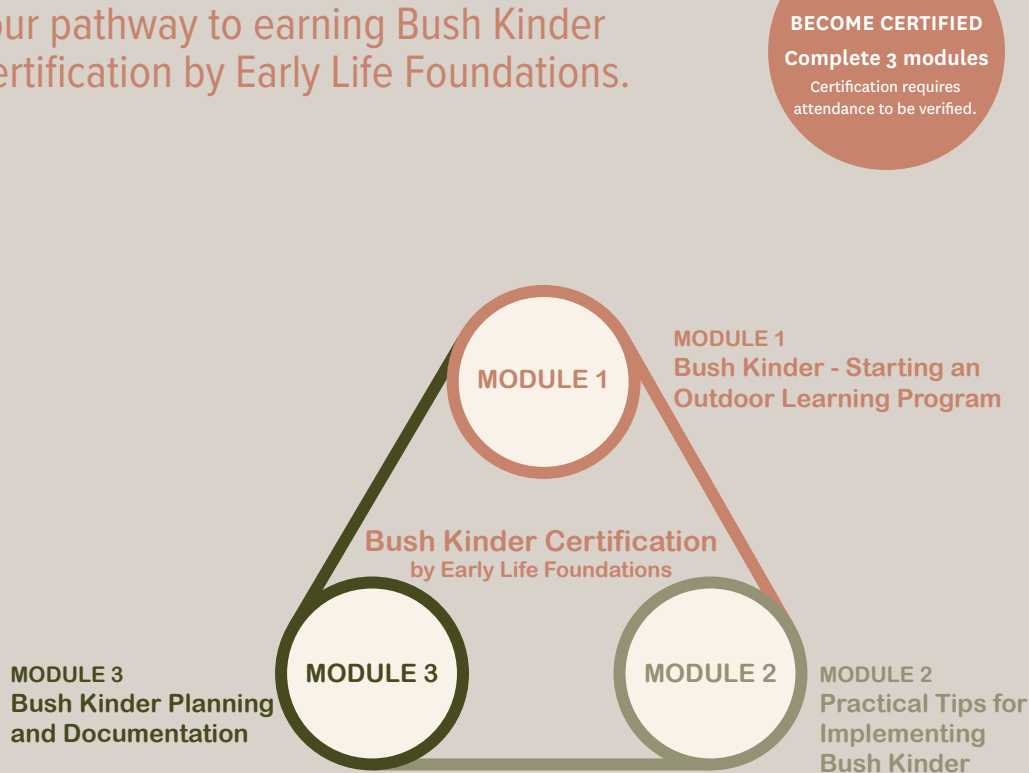 our pathway to earning Bush Kinder
ertification by Early Life Foundations.
BECOME CERTIFIED
Complete 3 modules
Certification requires
attendance to be verified.
MODULE 1
MODULE 1
Bush Kinder - Starting an
Outdoor Learning Program
Bush Kinder Certification
by Early Life Foundations
MODULE 3
Bush Kinder Planning
and Documentation
MODULE 3
MODULE 2
MODULE 2
Practical Tips for
Implementing
Bush Kinder